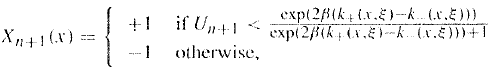 X_{n+1}(x) = { +1 if U_{n+1} < exp(2β(k_+(x,ξ)−k_−(x,ξ))) / exp(2β(k_+(x,ξ)−k_−(x,ξ)))+1
−1 otherwise,